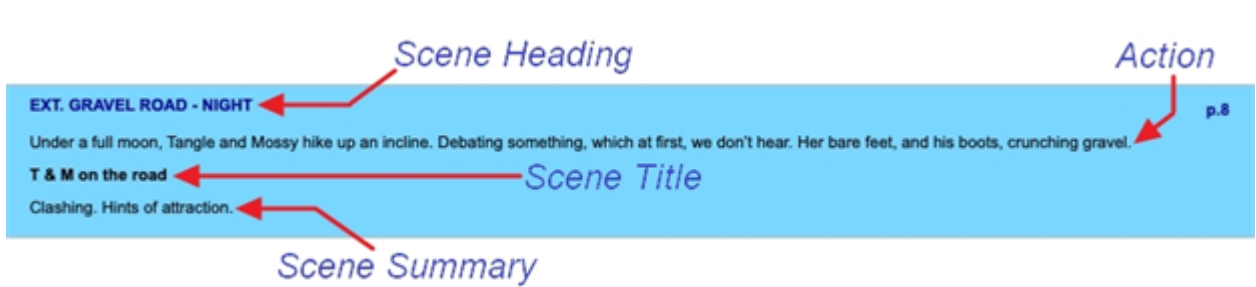 Scene Heading
Action
EXT. GRAVEL ROAD - NIGHT
p.8
Under a full moon, Tangle and Mossy hike up an incline. Debating something, which at first, we don't hear. Her bare feet, and his boots, crunching gravel.
T & M on the road
Scene Title
Clashing. Hints of attraction.
Scene Summary